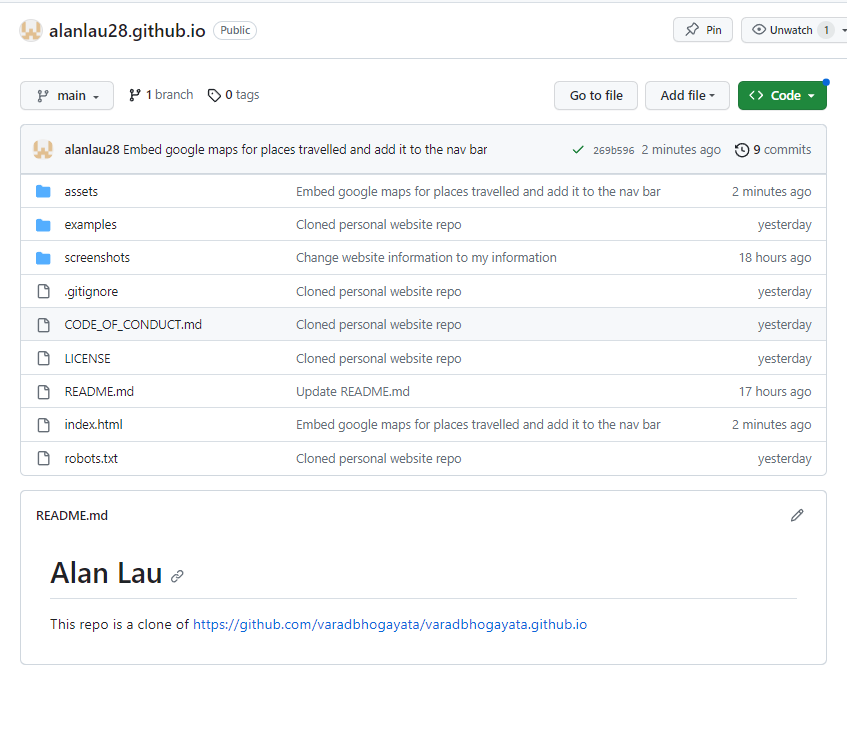 alanlau28.github.io Public Pin Unwatch 1
main 1 branch 0 tags Go to file Add file <> Code
alanlau28 Embed google maps for places travelled and add it to the nav bar 269b596 2 minutes ago 9 commits
assets Embed google maps for places travelled and add it to the nav bar 2 minutes ago
examples Cloned personal website repo yesterday
screenshots Change website information to my information 18 hours ago
.gitignore Cloned personal website repo yesterday
CODE_OF_CONDUCT.md Cloned personal website repo yesterday
LICENSE Cloned personal website repo yesterday
README.md Update README.md 17 hours ago
index.html Embed google maps for places travelled and add it to the nav bar 2 minutes ago
robots.txt Cloned personal website repo yesterday
README.md
Alan Lau
This repo is a clone of https://github.com/varadbhogayata/varadbhogayata.github.io